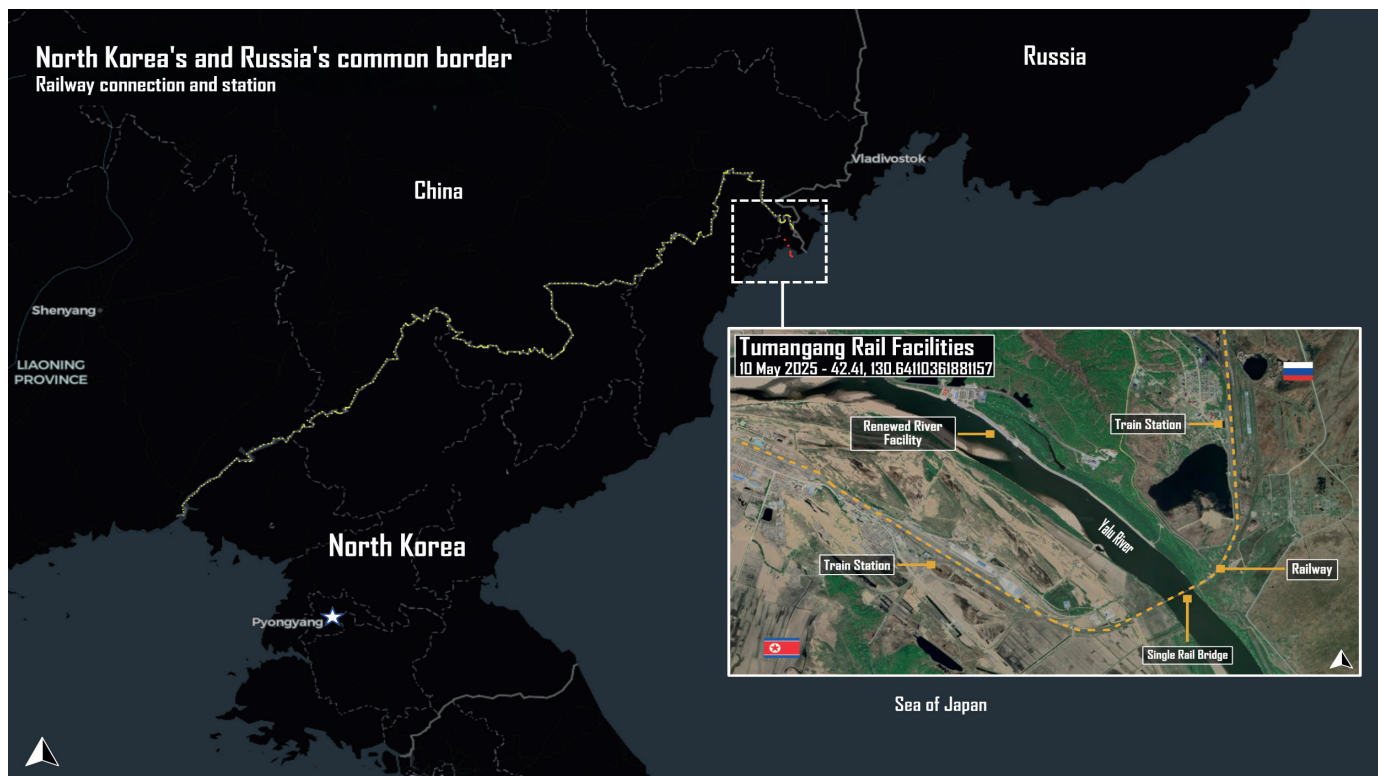 North Korea's and Russia's common border
Railway connection and station
Russia
Vladivostok
China
Shenyang
LIAONING
PROVINCE
Tumangang Rail Facilities
10 May 2025 - 42.41, 130.64110361881157
Renewed River
Facility
Train Station
Yalu River
Train Station
Railway
Single Rail Bridge
North Korea
Pyongyang
Sea of Japan